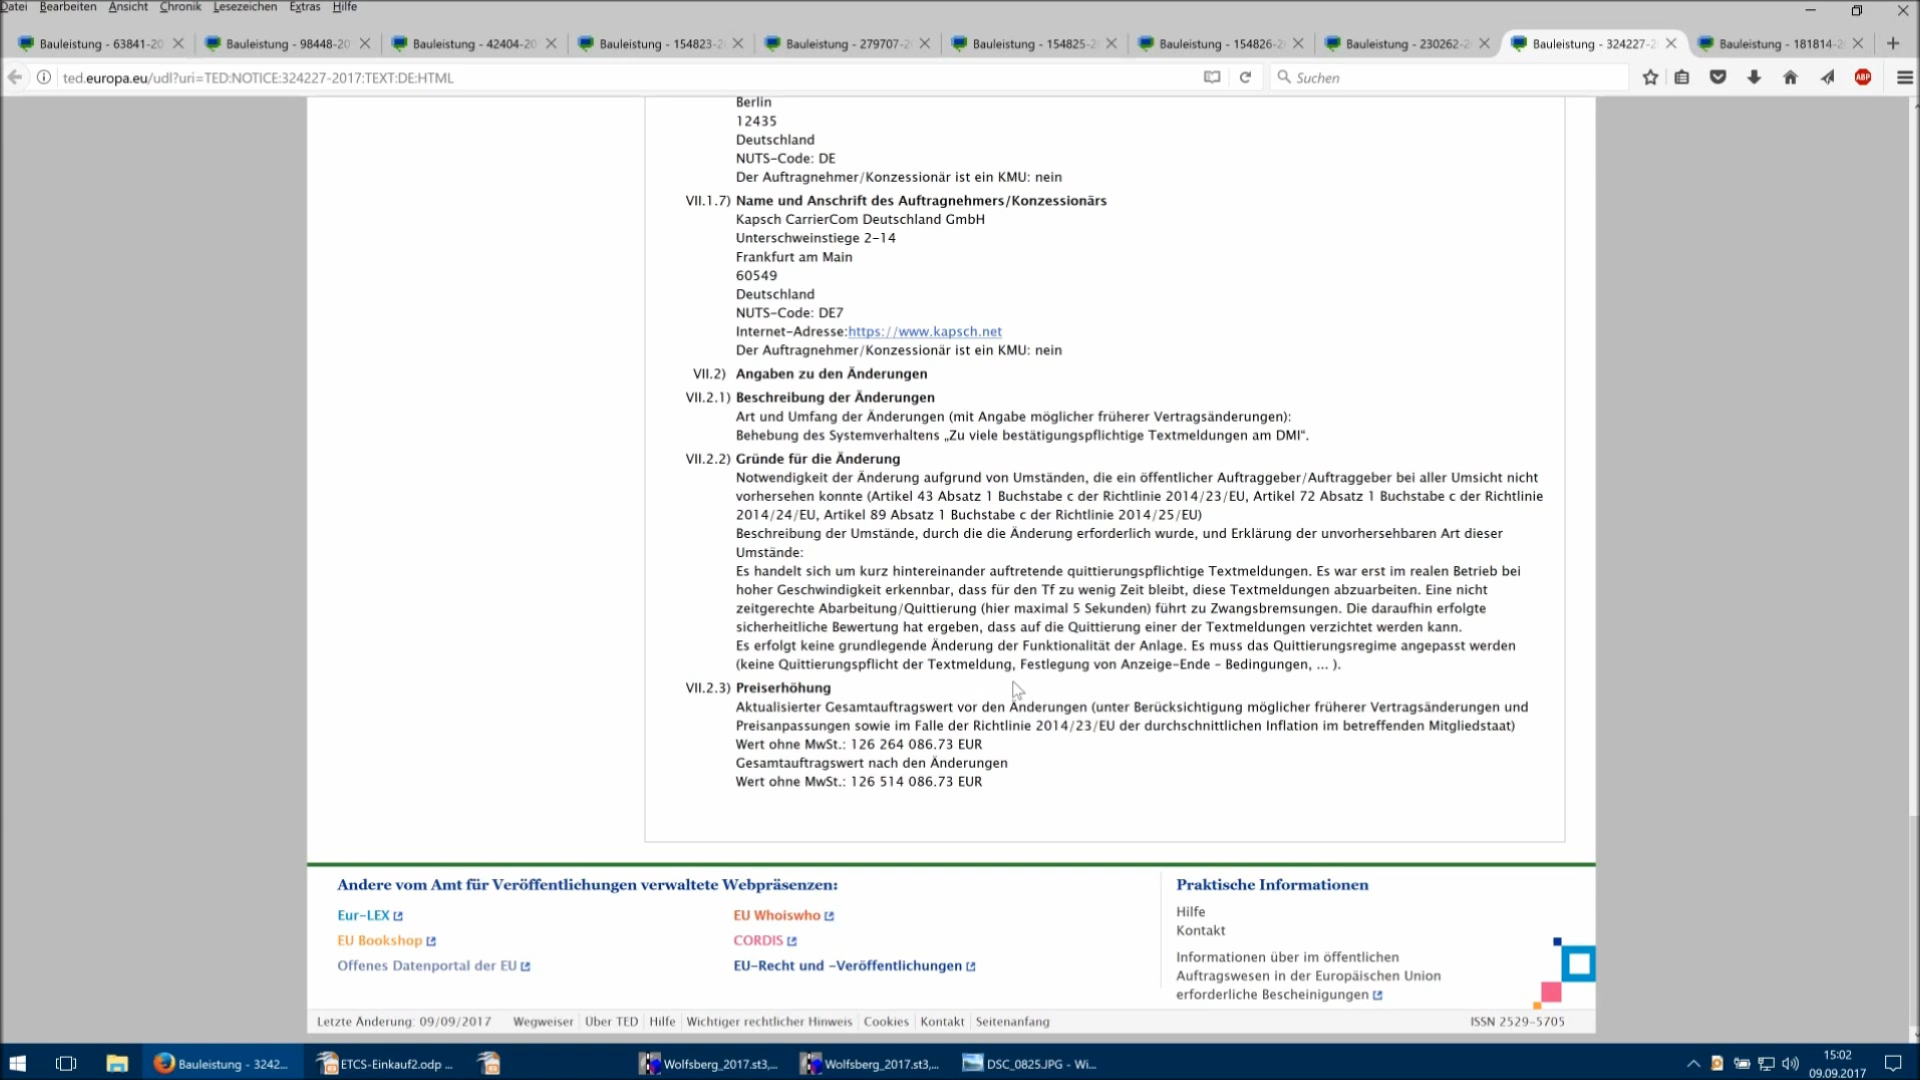 Datei Bearbeiten Ansicht Chronik Lesezeichen Extras Hilfe
Bauleistung - 63841-20 Bauleistung - 98448-20 Bauleistung - 42404-20 Bauleistung - 154823-2 Bauleistung - 279707-2 Bauleistung - 154825-2 Bauleistung - 154826-2 Bauleistung - 230262-2 Bauleistung - 324227-2 Bauleistung - 181814-2
ted.europa.eu/udl?uri=TED:NOTICE:324227-2017:TEXT:DE:HTML Suchen ABP
Berlin
12435
Deutschland
NUTS-Code: DE
Der Auftragnehmer/Konzessionär ist ein KMU: nein
VII.1.7) Name und Anschrift des Auftragnehmers/Konzessionärs
Kapsch CarrierCom Deutschland GmbH
Unterschweinstiege 2-14
Frankfurt am Main
60549
Deutschland
NUTS-Code: DE7
Internet-Adresse:https://www.kapsch.net
Der Auftragnehmer/Konzessionär ist ein KMU: nein
VII.2) Angaben zu den Änderungen
VII.2.1) Beschreibung der Änderungen
Art und Umfang der Änderungen (mit Angabe möglicher früherer Vertragsänderungen):
Behebung des Systemverhaltens „Zu viele bestätigungspflichtige Textmeldungen am DMI“.
VII.2.2) Gründe für die Änderung
Notwendigkeit der Änderung aufgrund von Umständen, die ein öffentlicher Auftraggeber/Auftraggeber bei aller Umsicht nicht
vorhersehen konnte (Artikel 43 Absatz 1 Buchstabe c der Richtlinie 2014/23/EU, Artikel 72 Absatz 1 Buchstabe c der Richtlinie
2014/24/EU, Artikel 89 Absatz 1 Buchstabe c der Richtlinie 2014/25/EU)
Beschreibung der Umstände, durch die die Änderung erforderlich wurde, und Erklärung der unvorhersehbaren Art dieser
Umstände:
Es handelt sich um kurz hintereinander auftretende quittierungspflichtige Textmeldungen. Es war erst im realen Betrieb bei
hoher Geschwindigkeit erkennbar, dass für den Tf zu wenig Zeit bleibt, diese Textmeldungen abzuarbeiten. Eine nicht
zeitgerechte Abarbeitung/Quittierung (hier maximal 5 Sekunden) führt zu Zwangsbremsungen. Die daraufhin erfolgte
sicherheitliche Bewertung hat ergeben, dass auf die Quittierung einer der Textmeldungen verzichtet werden kann.
Es erfolgt keine grundlegende Änderung der Funktionalität der Anlage. Es muss das Quittierungsregime angepasst werden
(keine Quittierungspflicht der Textmeldung, Festlegung von Anzeige-Ende – Bedingungen, ... ).
VII.2.3) Preiserhöhung
Aktualisierter Gesamtauftragswert vor den Änderungen (unter Berücksichtigung möglicher früherer Vertragsänderungen und
Preisanpassungen sowie im Falle der Richtlinie 2014/23/EU der durchschnittlichen Inflation im betreffenden Mitgliedstaat)
Wert ohne MwSt.: 126 264 086.73 EUR
Gesamtauftragswert nach den Änderungen
Wert ohne MwSt.: 126 514 086.73 EUR
Andere vom Amt für Veröffentlichungen verwaltete Webpräsenzen:
Eur-LEX EU Whoiswho
EU Bookshop CORDIS
Offenes Datenportal der EU EU-Recht und -Veröffentlichungen
Praktische Informationen
Hilfe
Kontakt
Informationen über im öffentlichen
Auftragswesen in der Europäischen Union
erforderliche Bescheinigungen
Letzte Änderung: 09/09/2017 Wegweiser Über TED Hilfe Wichtiger rechtlicher Hinweis Cookies Kontakt Seitenanfang ISSN 2529-5705
Bauleistung - 3242... ETCS-Einkauf2.odp ... Wolfsberg_2017.st3,... Wolfsberg_2017.st3,... DSC_0825.JPG - Wi...
15:02
09.09.2017